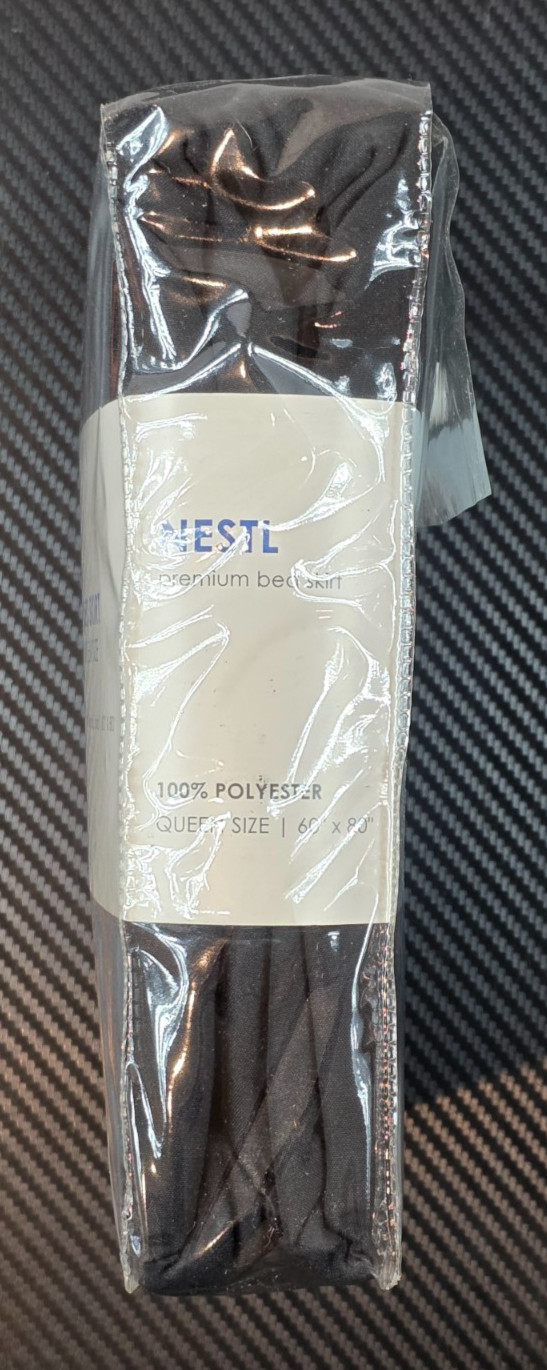 NESTL
premium bed skirt
100% POLYESTER
QUEEN SIZE | 60" x 80"